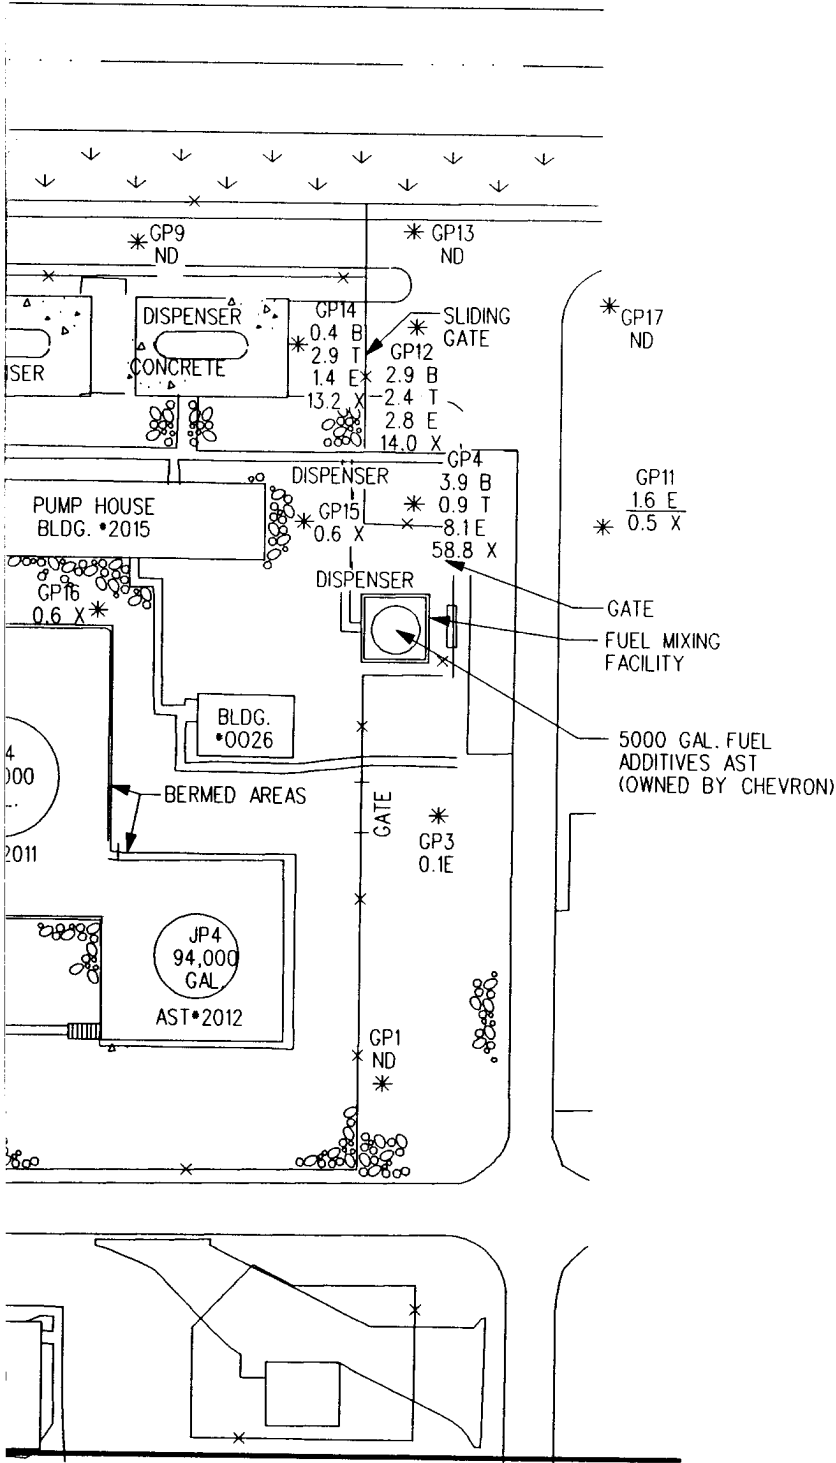 GP9
ND
GP13
ND
GP17
ND
DISPENSER
CONCRETE
GP14
0.4 B
2.9 T
1.4 E
13.2 X
SLIDING
GATE
GP12
2.9 B
2.4 T
2.8 E
14.0 X
DISPENSER
GP4
3.9 B
0.9 T
8.1 E
58.8 X
GP11
1.6 E
0.5 X
PUMP HOUSE
BLDG. *2015
GP15
0.6 X
DISPENSER
GP16
0.6 X
GATE
FUEL MIXING
FACILITY
BLDG.
*0026
5000 GAL. FUEL
ADDITIVES AST
(OWNED BY CHEVRON)
BERMED AREAS
GATE
GP3
0.1E
JP4
94,000
GAL.
AST*2012
GP1
ND